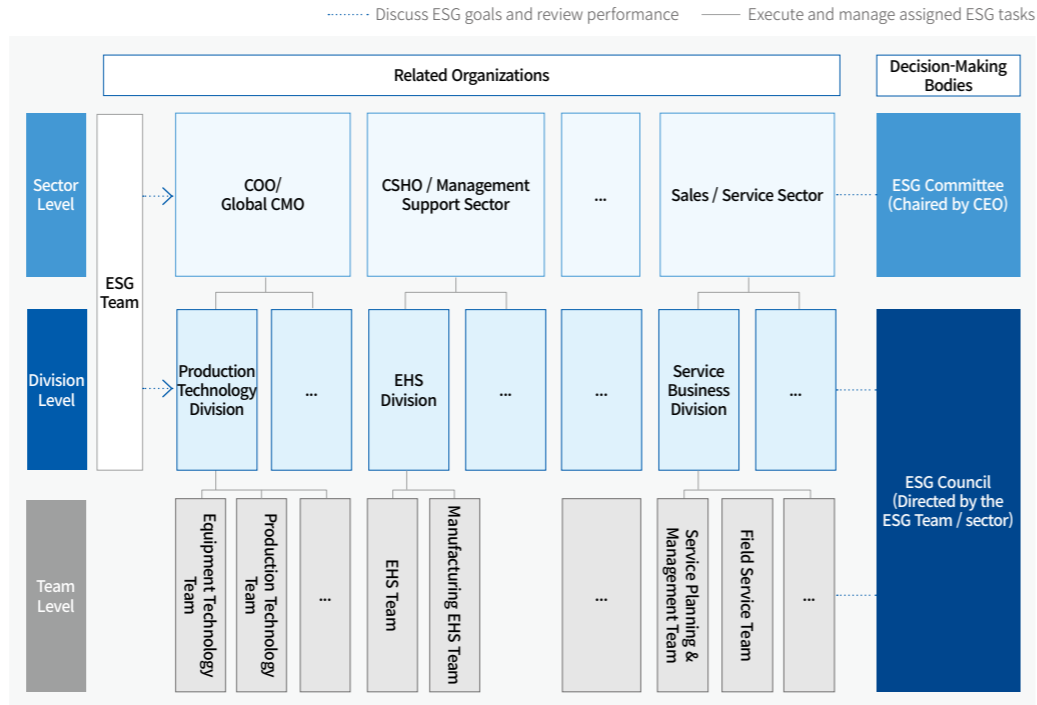 Discuss ESG goals and review performance
Execute and manage assigned ESG tasks
Related Organizations
Decision-Making
Bodies
Sector
Level
ESG
Team
COO/
Global CMO
CSHO / Management
Support Sector
...
Sales / Service Sector
ESG Committee
(Chaired by CEO)
Division
Level
Production
Technology
Division
...
EHS
Division
...
...
Service
Business
Division
...
ESG Council
(Directed by the
ESG Team / sector)
Team
Level
Equipment Technology
Team
Production Technology
Team
...
EHS Team
Manufacturing EHS Team
...
Service Planning &
Management Team
Field Service Team
...